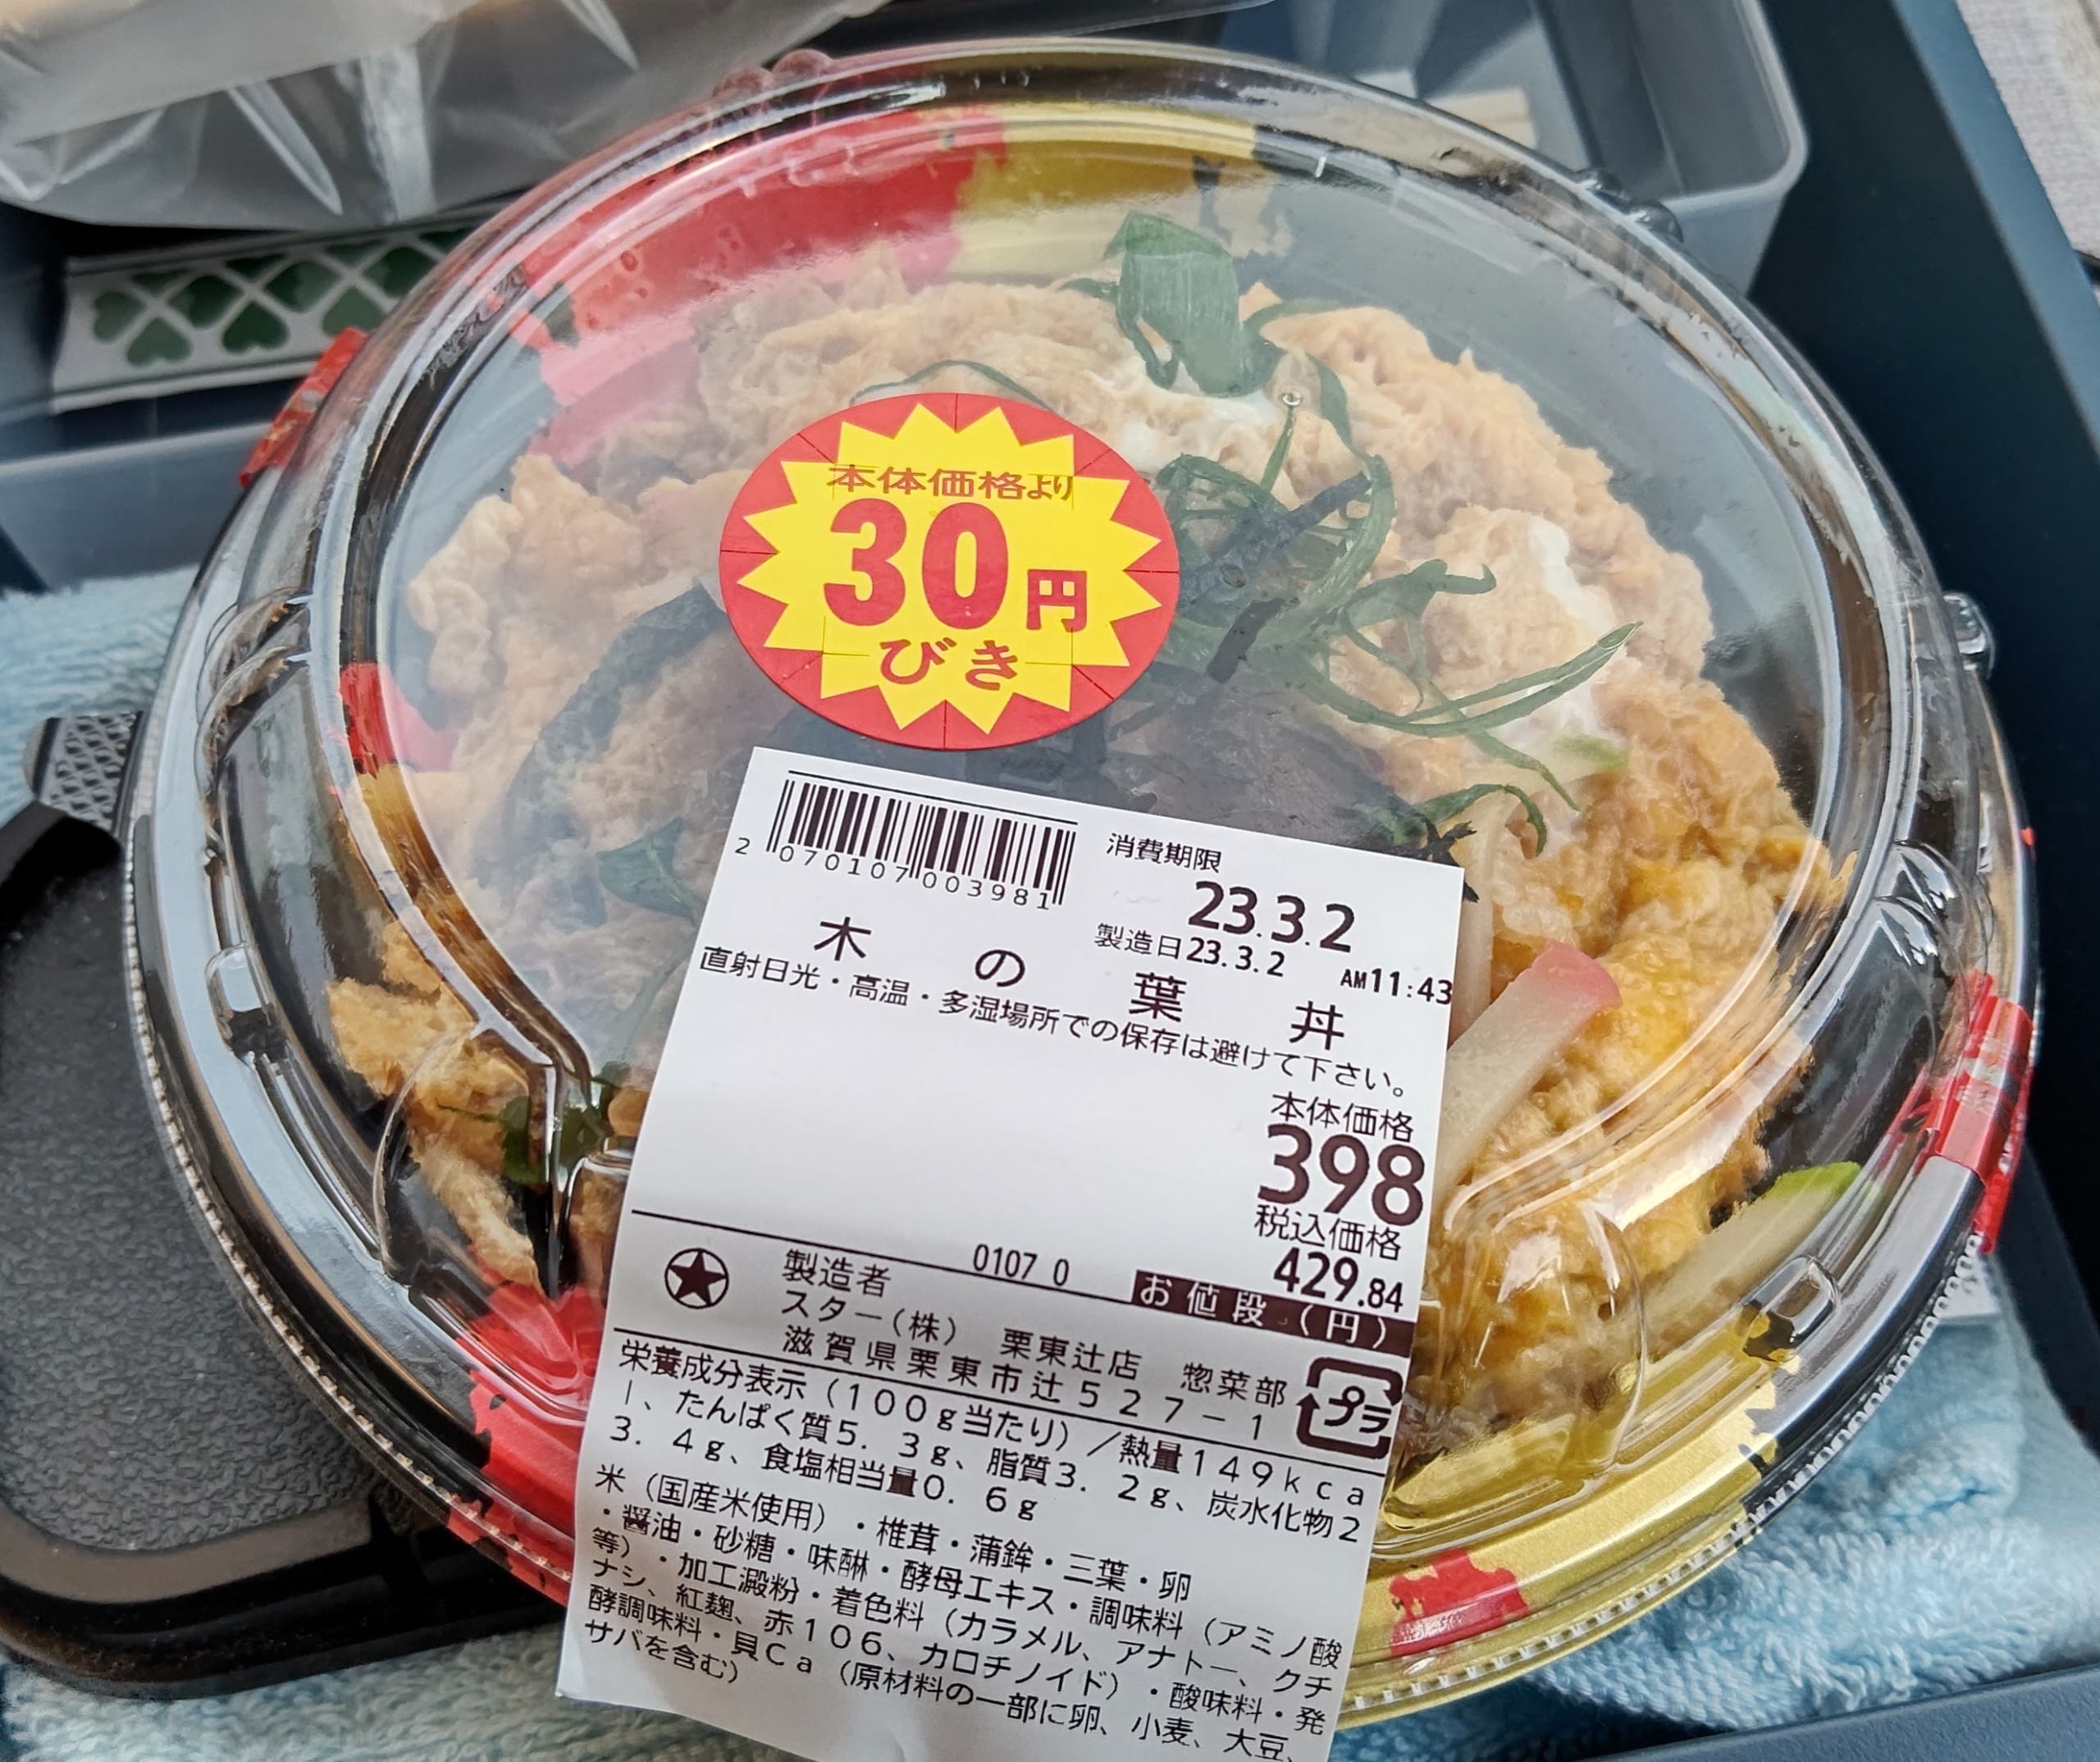 本体価格より
30円
びき
2 070107 003981
消費期限
23.3.2
製造日23.3.2 AM11:43
木の葉丼
直射日光・高温・多湿場所での保存は避けて下さい。
本体価格
398
税込価格
429.84
0107 0
お値段(円)
製造者
スター(株) 栗東辻店 惣菜部
滋賀県栗東市辻527-1
プラ
栄養成分表示(100g当たり)/熱量149kca
l、たんぱく質5.3g、脂質3.2g、炭水化物2
3.4g、食塩相当量0.6g
米(国産米使用)・椎茸・蒲鉾・三葉・卵
・醤油・砂糖・味醂・酵母エキス・調味料(アミノ酸
等)・加工澱粉・着色料(カラメル、アナトー、クチ
ナシ、紅麹、赤106、カロチノイド)・酸味料・発
酵調味料・貝Ca(原材料の一部に卵、小麦、大豆、
サバを含む)